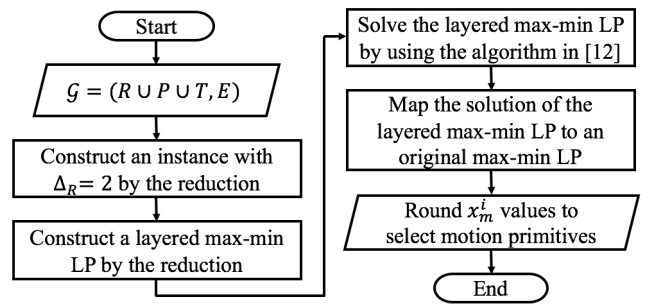 Start
𝒢 = (R ∪ P ∪ T, E)
Construct an instance with
Δ_R= 2 by the reduction
Construct a layered max-min
LP by the reduction
Solve the layered max-min LP
by using the algorithm in [12]
Map the solution of the
layered max-min LP to an
original max-min LP
Round x_m^i values to
select motion primitives
End